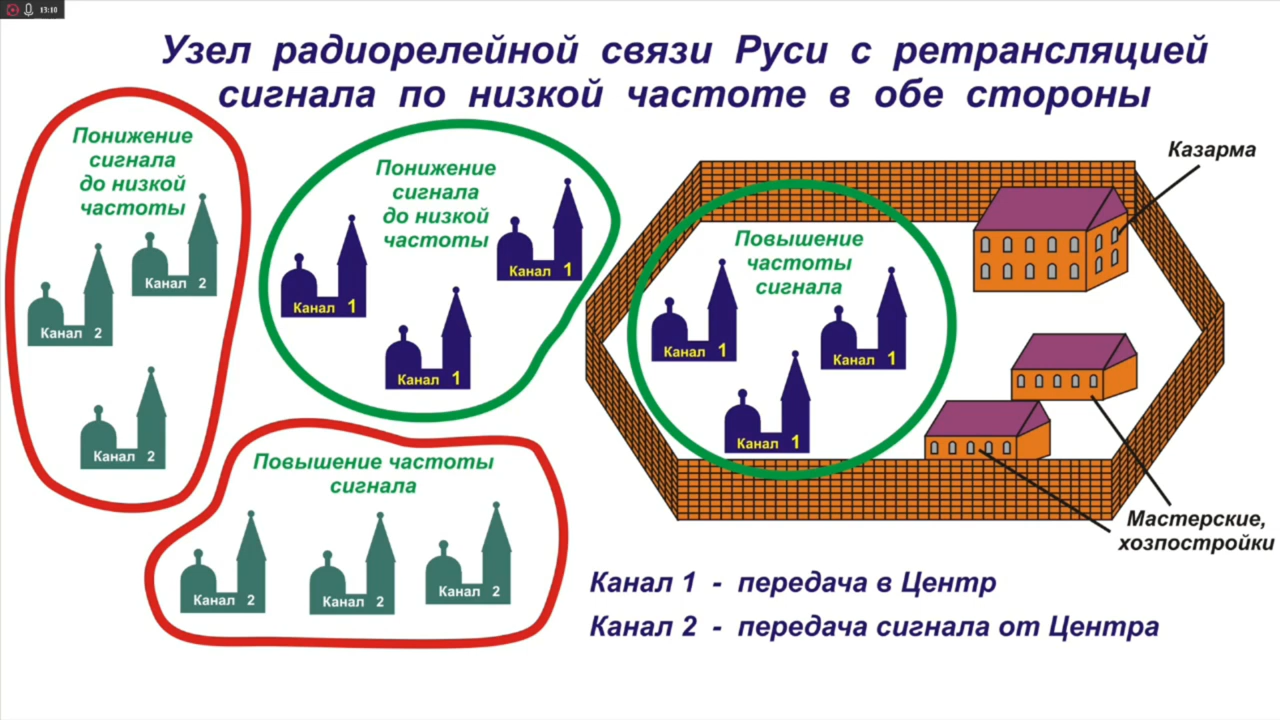 13:10
Узел радиорелейной связи Руси с ретрансляцией
сигнала по низкой частоте в обе стороны
Понижение
сигнала
до низкой
частоты
Канал 2
Канал 2
Канал 2
Понижение
сигнала
до низкой
частоты
Канал 1
Канал 1
Канал 1
Повышение
частоты
сигнала
Канал 1
Канал 1
Канал 1
Казарма
Мастерские,
хозпостройки
Повышение частоты
сигнала
Канал 2
Канал 2
Канал 2
Канал 1 - передача в Центр
Канал 2 - передача сигнала от Центра